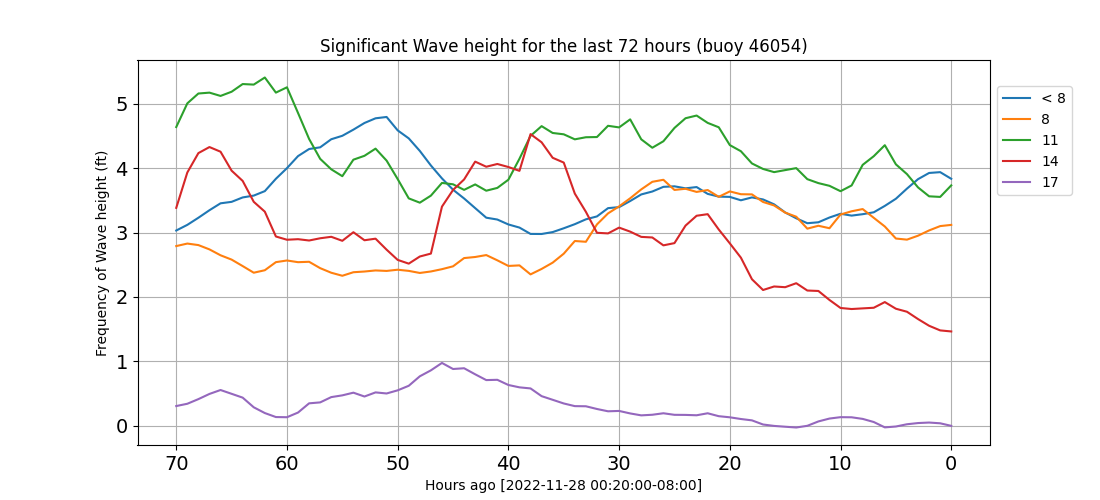 Significant Wave height for the last 72 hours (buoy 46054)
Frequency of Wave height (ft)
5
4
3
2
1
0
70 60 50 40 30 20 10 0
Hours ago [2022-11-28 00:20:00-08:00]
< 8
8
11
14
17